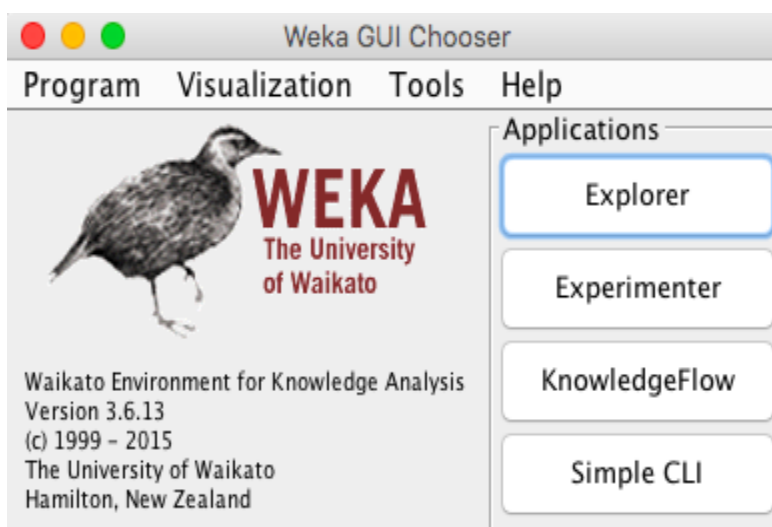 Weka GUI Chooser
Program Visualization Tools Help
WEKA
The University
of Waikato
Waikato Environment for Knowledge Analysis
Version 3.6.13
(c) 1999 – 2015
The University of Waikato
Hamilton, New Zealand
Applications
Explorer
Experimenter
KnowledgeFlow
Simple CLI